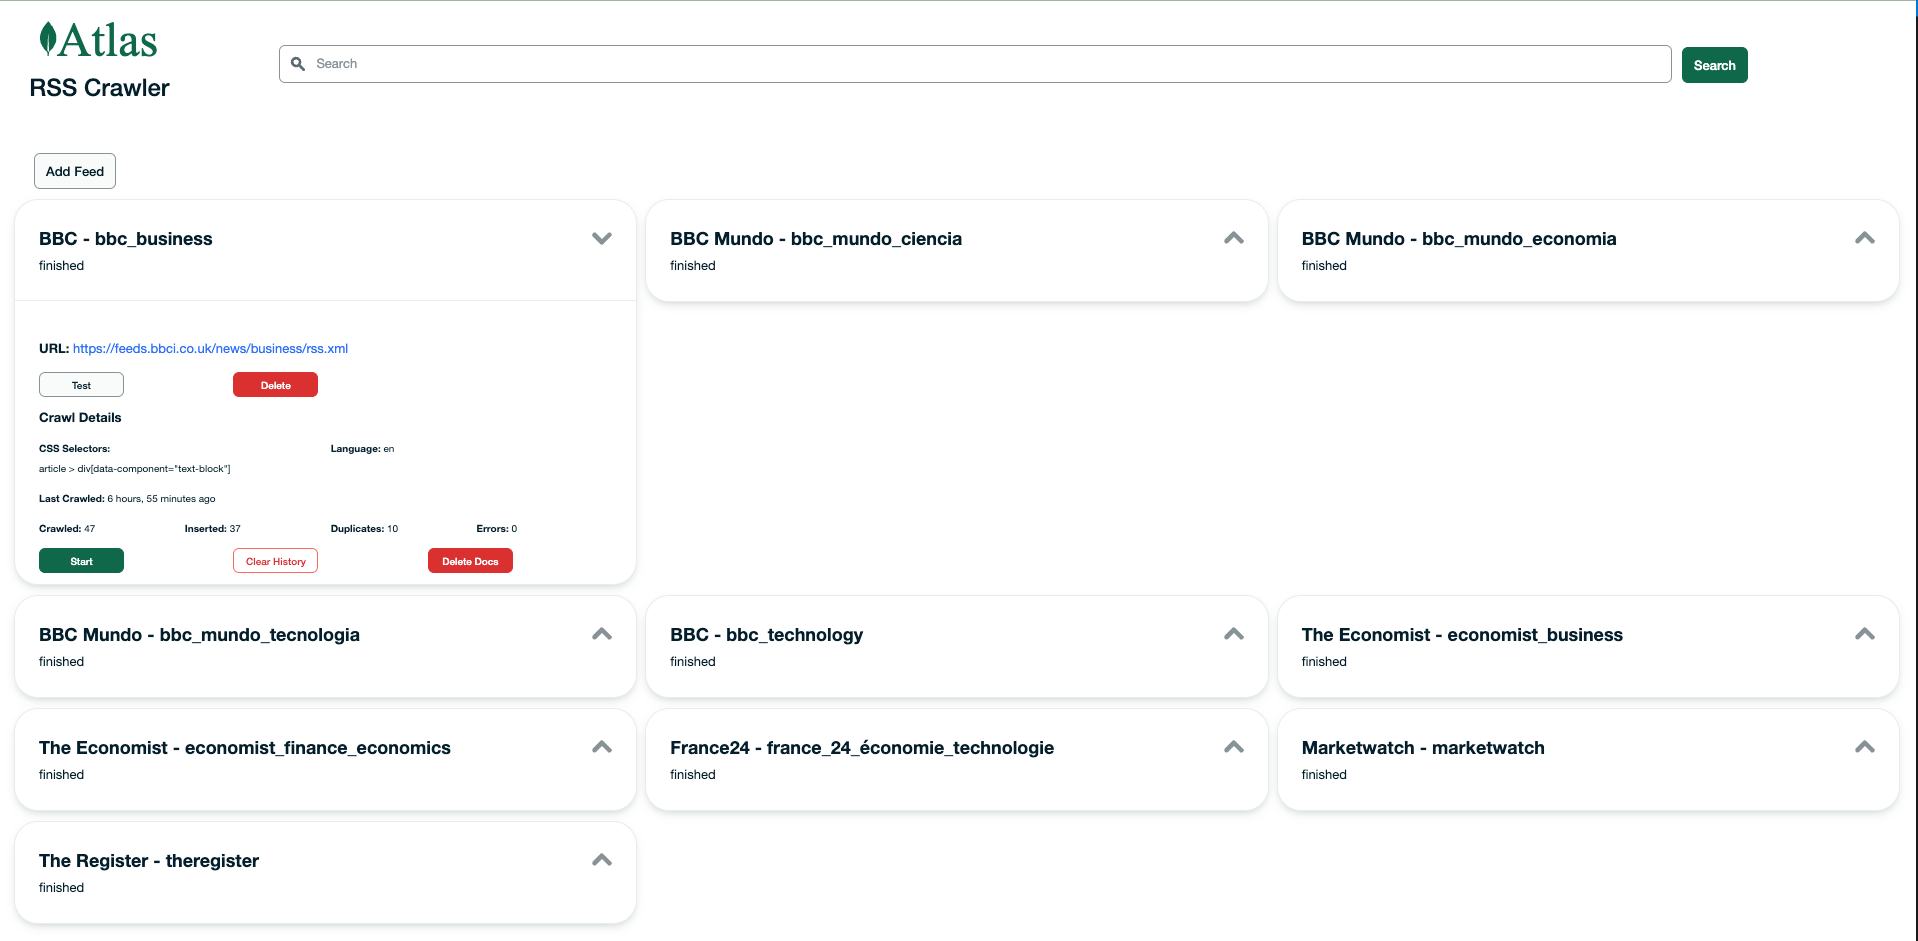 Atlas
RSS Crawler
Search
Search
Add Feed
BBC - bbc_business
finished
BBC Mundo - bbc_mundo_ciencia
finished
BBC Mundo - bbc_mundo_economia
finished
URL: https://feeds.bbci.co.uk/news/business/rss.xml
Test
Delete
Crawl Details
CSS Selectors:
Language: en
article > div[data-component="text-block"]
Last Crawled: 6 hours, 55 minutes ago
Crawled: 47
Inserted: 37
Duplicates: 10
Errors: 0
Start
Clear History
Delete Docs
BBC Mundo - bbc_mundo_tecnologia
finished
BBC - bbc_technology
finished
The Economist - economist_business
finished
The Economist - economist_finance_economics
finished
France24 - france_24_économie_technologie
finished
Marketwatch - marketwatch
finished
The Register - theregister
finished